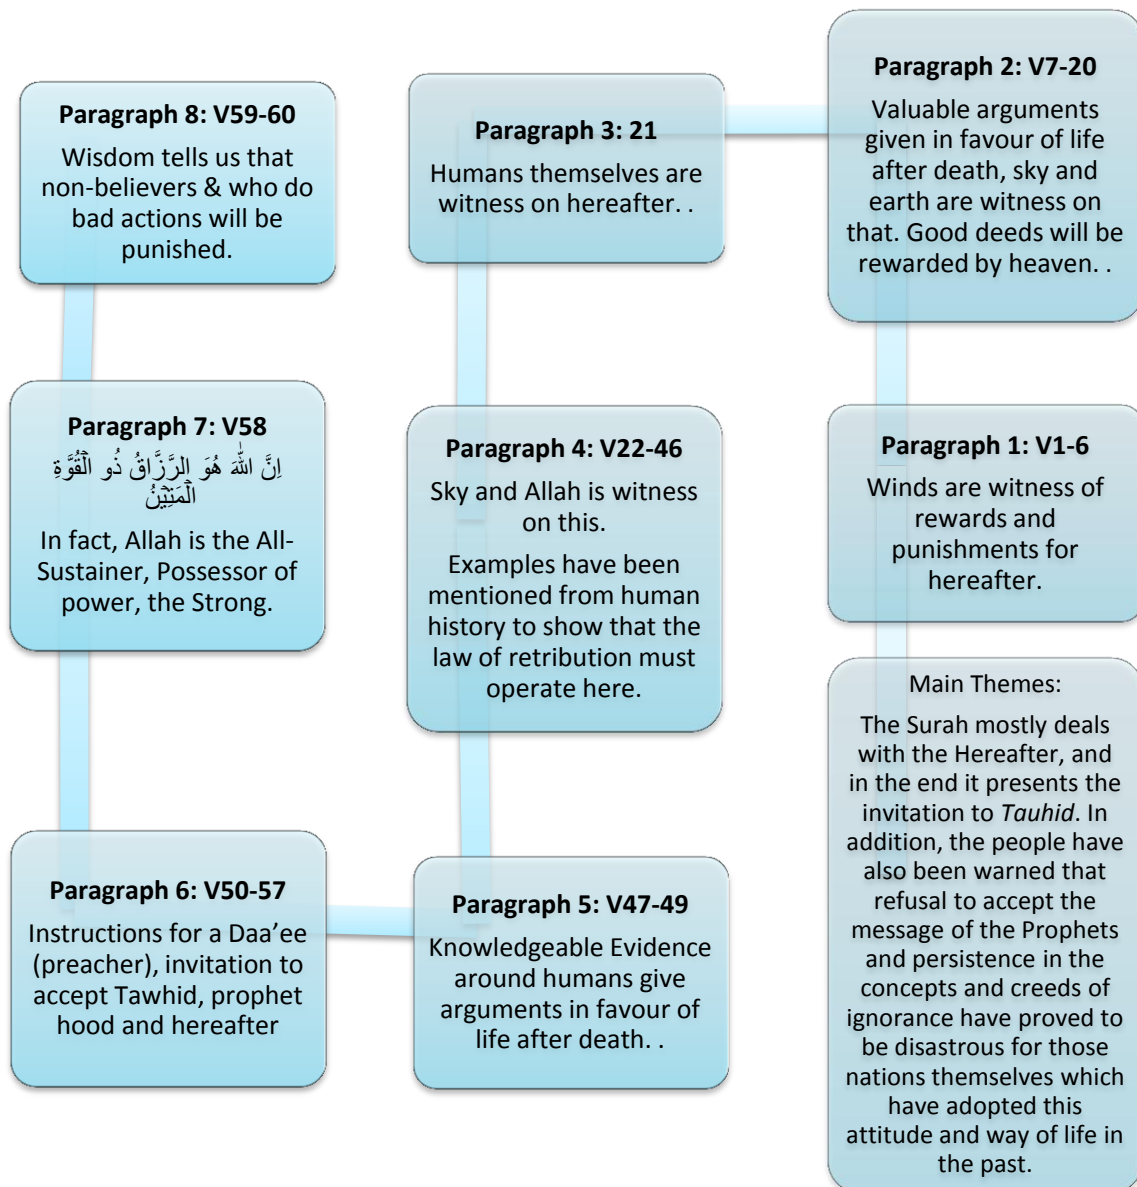 Main Themes:
The Surah mostly deals
with the Hereafter, and
in the end it presents the
invitation to Tauhid. In
addition, the people have
also been warned that
refusal to accept the
message of the Prophets
and persistence in the
concepts and creeds of
ignorance have proved to
be disastrous for those
nations themselves which
have adopted this
attitude and way of life in
the past.
Paragraph 1: V1-6
Winds are witness of
rewards and
punishments for
hereafter.
Paragraph 2: V7-20
Valuable arguments
given in favour of life
after death, sky and
earth are witness on
that. Good deeds will be
rewarded by heaven. .
Paragraph 3: 21
Humans themselves are
witness on hereafter. .
Paragraph 4: V22-46
Sky and Allah is witness
on this.
Examples have been
mentioned from human
history to show that the
law of retribution must
operate here.
Paragraph 5: V47-49
Knowledgeable Evidence
around humans give
arguments in favour of
life after death. .
Paragraph 6: V50-57
Instructions for a Daa’ee
(preacher), invitation to
accept Tawhid, prophet
hood and hereafter
Paragraph 7: V58
اِنَّ اللّٰهَ هُوَ الرَّزَّاقُ ذُو الْقُوَّةِ
الْمَتِيْنُ
In fact, Allah is the All-
Sustainer, Possessor of
power, the Strong.
Paragraph 8: V59-60
Wisdom tells us that
non-believers & who do
bad actions will be
punished.